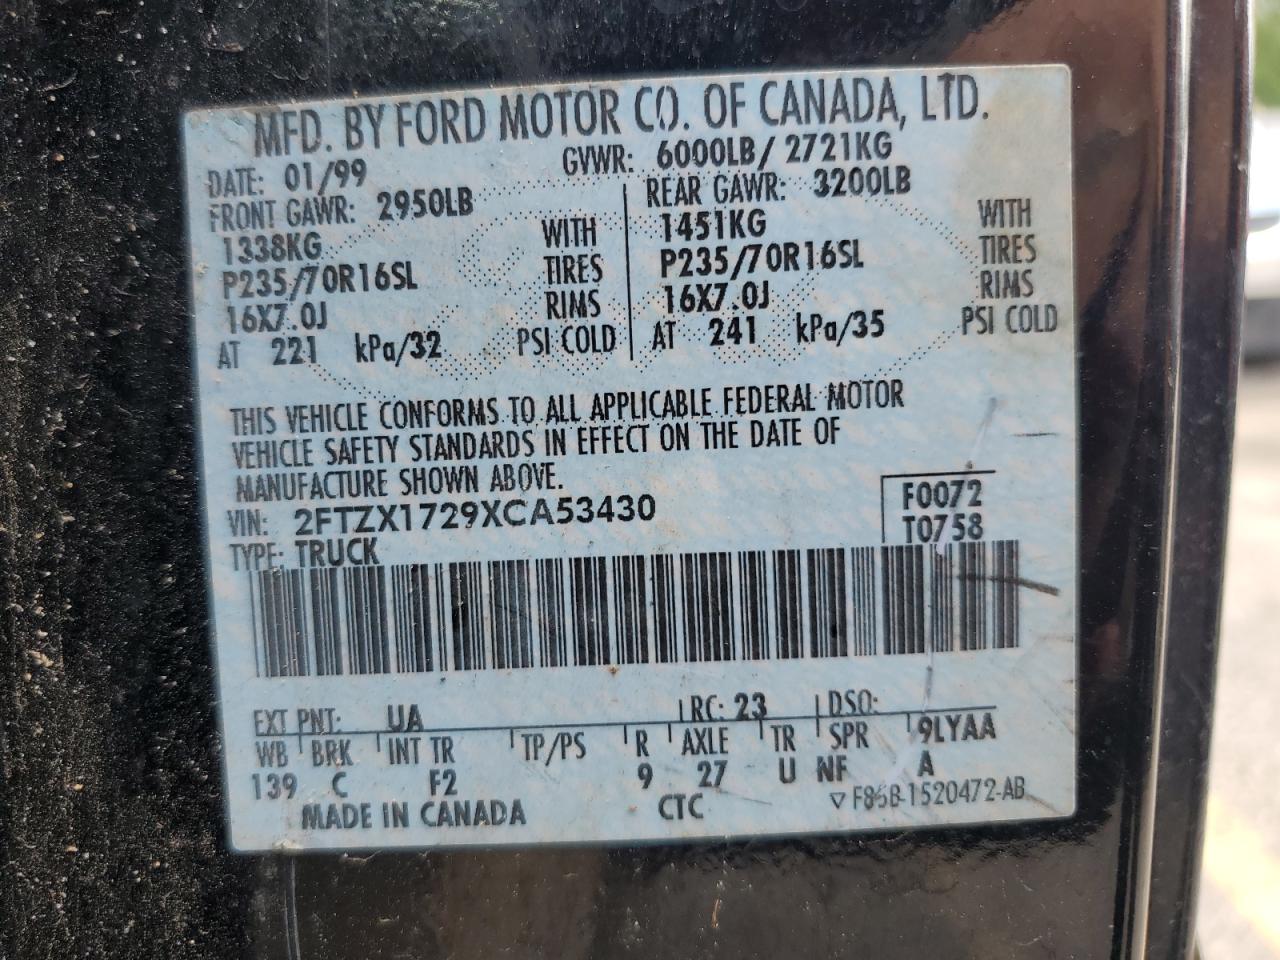 MFD. BY FORD MOTOR CO. OF CANADA, LTD.
DATE: 01/99 GVWR: 6000LB/ 2721KG
FRONT GAWR: 2950LB REAR GAWR: 3200LB
1338KG WITH 1451KG WITH
P235/70R16SL TIRES P235/70R16SL TIRES
16X7.0J RIMS 16X7.0J RIMS
AT 221 kPa/32 PSI COLD AT 241 kPa/35 PSI COLD
THIS VEHICLE CONFORMS TO ALL APPLICABLE FEDERAL MOTOR
VEHICLE SAFETY STANDARDS IN EFFECT ON THE DATE OF
MANUFACTURE SHOWN ABOVE.
VIN: 2FTZX1729XCA53430 F0072
TYPE: TRUCK T0758
EXT PNT: UA RC: 23 DSO:
WB BRK INT TR TP/PS R AXLE TR SPR 9LYAA
139 C F2 9 27 U NF A
MADE IN CANADA CTC ▽ F86B-1520472-AB